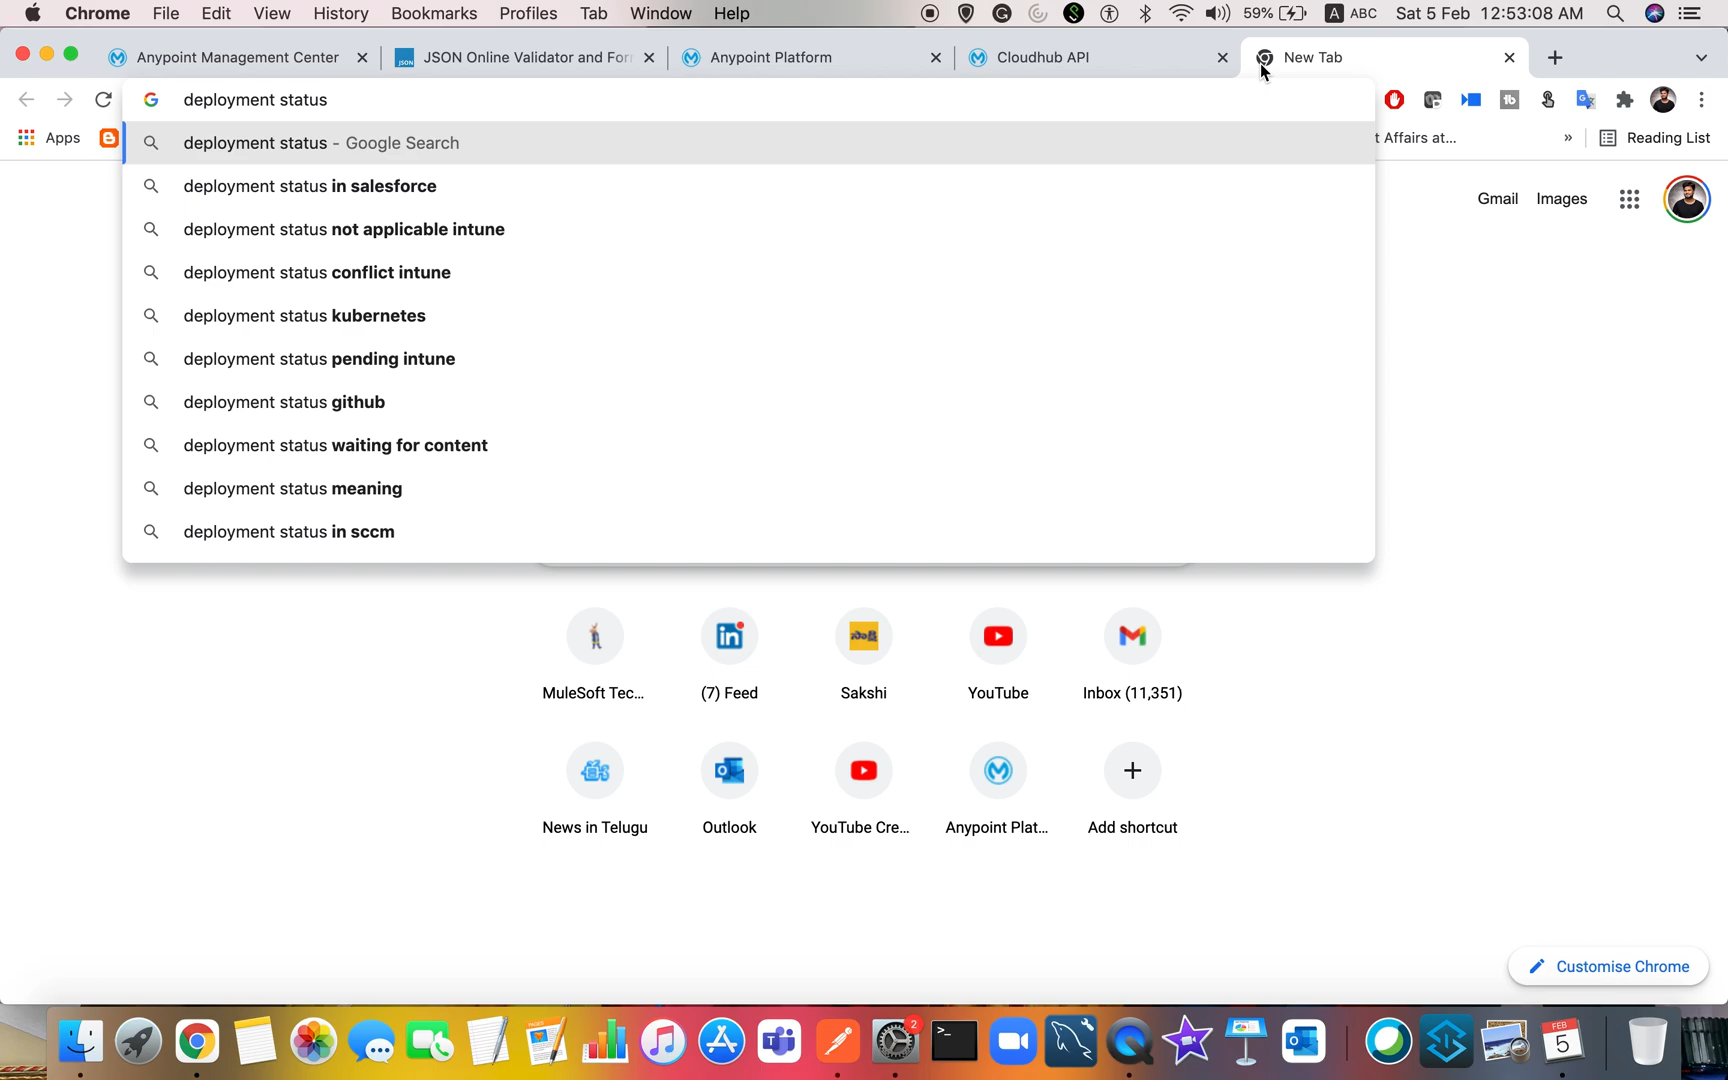 Chrome File Edit View History Bookmarks Profiles Tab Window Help 59% A ABC Sat 5 Feb 12:53:08 AM
Anypoint Management Center JSON Online Validator and For Anypoint Platform Cloudhub API New Tab
deployment status
Apps t Affairs at... » Reading List
deployment status - Google Search
deployment status in salesforce
Gmail Images
deployment status not applicable intune
deployment status conflict intune
deployment status kubernetes
deployment status pending intune
deployment status github
deployment status waiting for content
deployment status meaning
deployment status in sccm
MuleSoft Tec... (7) Feed Sakshi YouTube Inbox (11,351)
News in Telugu Outlook YouTube Cre... Anypoint Plat... Add shortcut
Customise Chrome
2
FEB
5